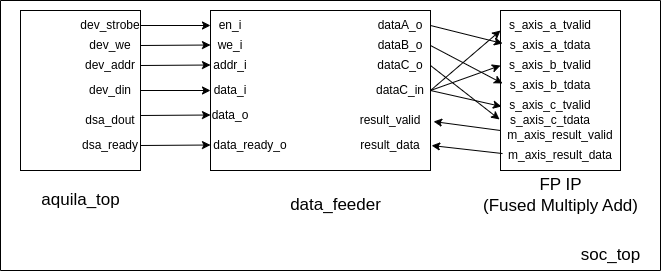 dev_strobe
dev_we
dev_addr
dev_din
dsa_dout
dsa_ready
aquila_top
en_i
we_i
addr_i
data_i
data_o
data_ready_o
dataA_o
dataB_o
dataC_o
dataC_in
result_valid
result_data
data_feeder
s_axis_a_tvalid
s_axis_a_tdata
s_axis_b_tvalid
s_axis_b_tdata
s_axis_c_tvalid
s_axis_c_tdata
m_axis_result_valid
m_axis_result_data
FP IP
(Fused Multiply Add)
soc_top